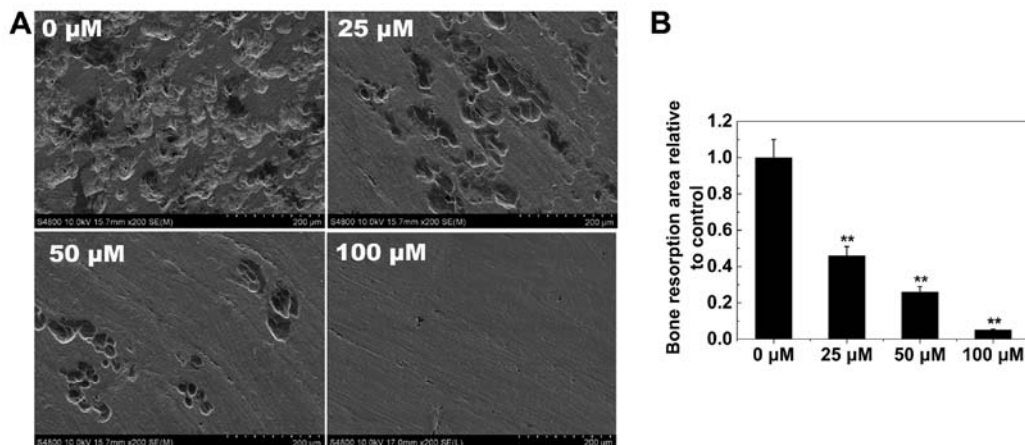 A
0 µM
S4800 10.0kV 15.7mm x200 SE(M)
200 µm
25 µM
S4800 10.0kV 15.7mm x200 SE(M)
200 µm
50 µM
S4800 10.0kV 15.7mm x200 SE(M)
200 µm
100 µM
S4800 10.0kV 17.0mm x200 SE(L)
200 µm
B
Bone resorption area relative
to control
1.2
1.0
0.8
0.6
0.4
0.2
0.0
**
**
**
0 µM 25 µM 50 µM 100 µM